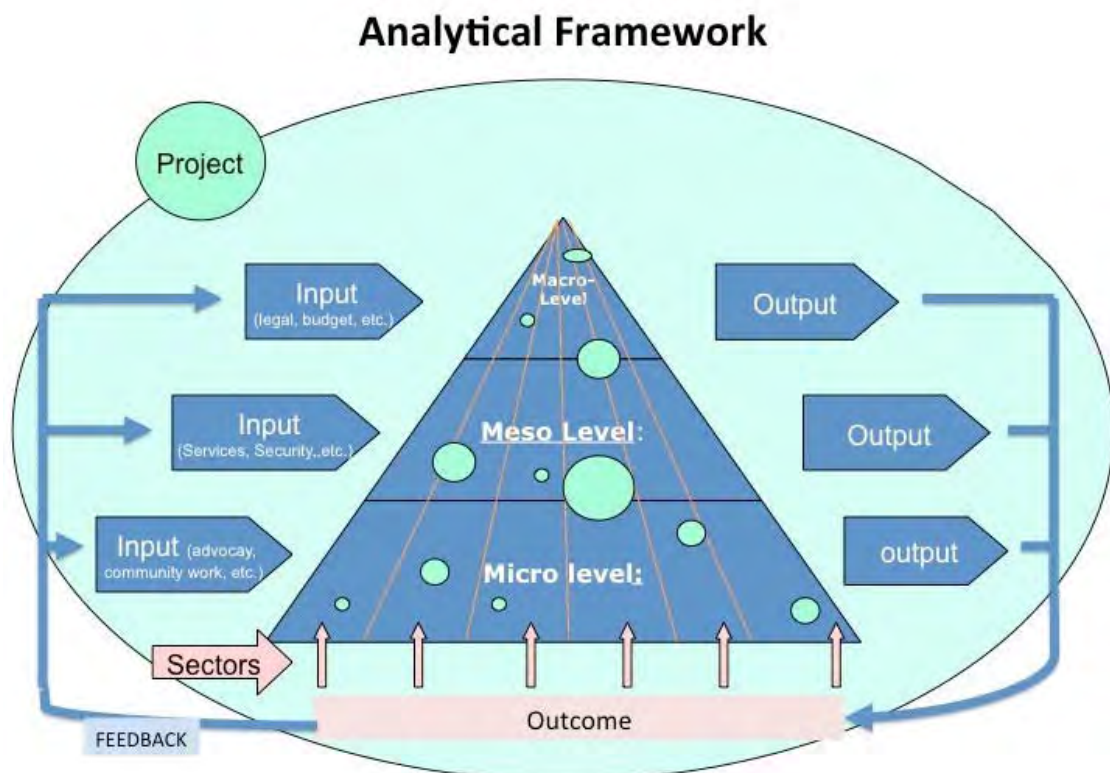 Analytical Framework
Project
Input
(legal, budget, etc.)
Macro-
Level
Output
Input
(Services, Security,,etc.)
Meso Level:
Output
Input (advocay,
community work, etc.)
Micro level:
output
Sectors
Outcome
FEEDBACK